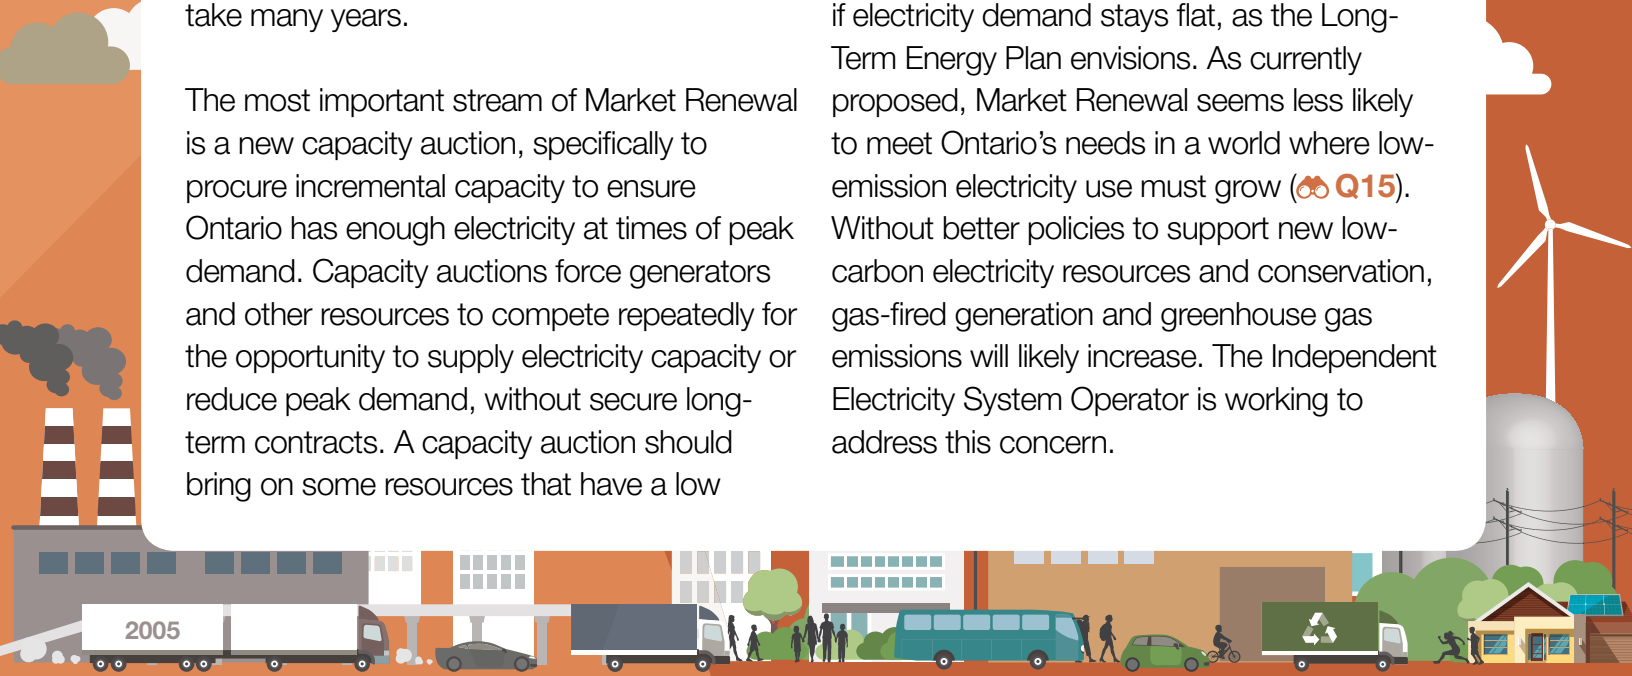 take many years.
The most important stream of Market Renewal
is a new capacity auction, specifically to
procure incremental capacity to ensure
Ontario has enough electricity at times of peak
demand. Capacity auctions force generators
and other resources to compete repeatedly for
the opportunity to supply electricity capacity or
reduce peak demand, without secure long-
term contracts. A capacity auction should
bring on some resources that have a low
if electricity demand stays flat, as the Long-
Term Energy Plan envisions. As currently
proposed, Market Renewal seems less likely
to meet Ontario’s needs in a world where low-
emission electricity use must grow (Q15).
Without better policies to support new low-
carbon electricity resources and conservation,
gas-fired generation and greenhouse gas
emissions will likely increase. The Independent
Electricity System Operator is working to
address this concern.
2005